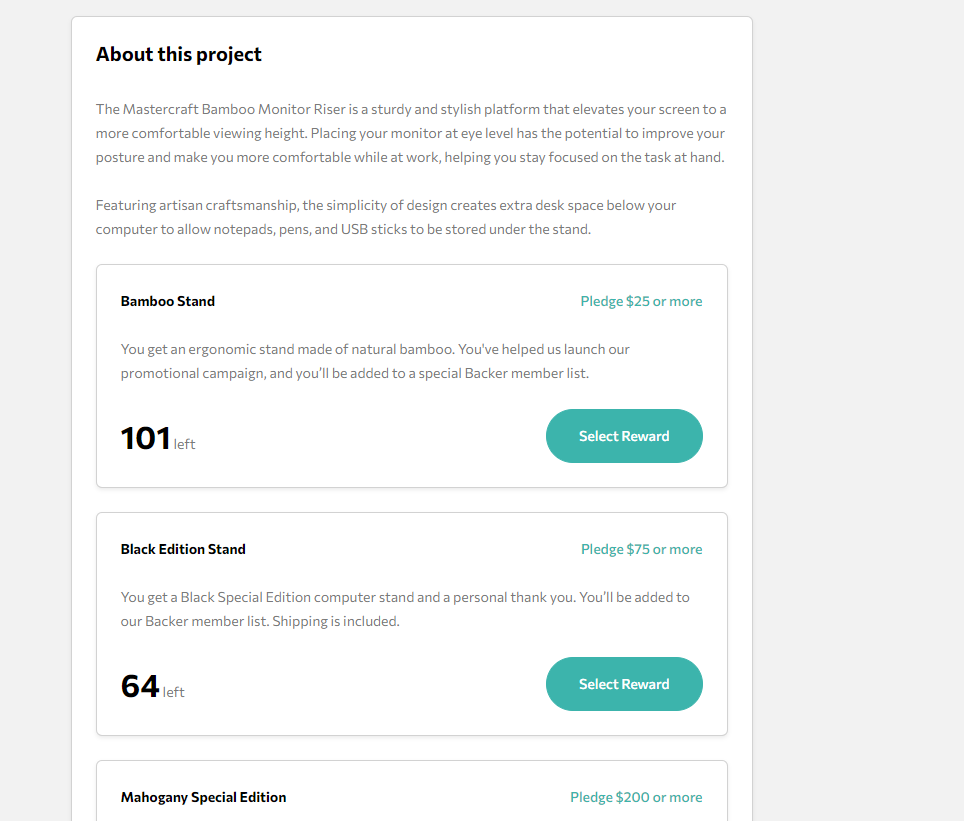 About this project
The Mastercraft Bamboo Monitor Riser is a sturdy and stylish platform that elevates your screen to a
more comfortable viewing height. Placing your monitor at eye level has the potential to improve your
posture and make you more comfortable while at work, helping you stay focused on the task at hand.
Featuring artisan craftsmanship, the simplicity of design creates extra desk space below your
computer to allow notepads, pens, and USB sticks to be stored under the stand.
Bamboo Stand
Pledge $25 or more
You get an ergonomic stand made of natural bamboo. You've helped us launch our
promotional campaign, and you’ll be added to a special Backer member list.
101 left
Select Reward
Black Edition Stand
Pledge $75 or more
You get a Black Special Edition computer stand and a personal thank you. You’ll be added to
our Backer member list. Shipping is included.
64 left
Select Reward
Mahogany Special Edition
Pledge $200 or more